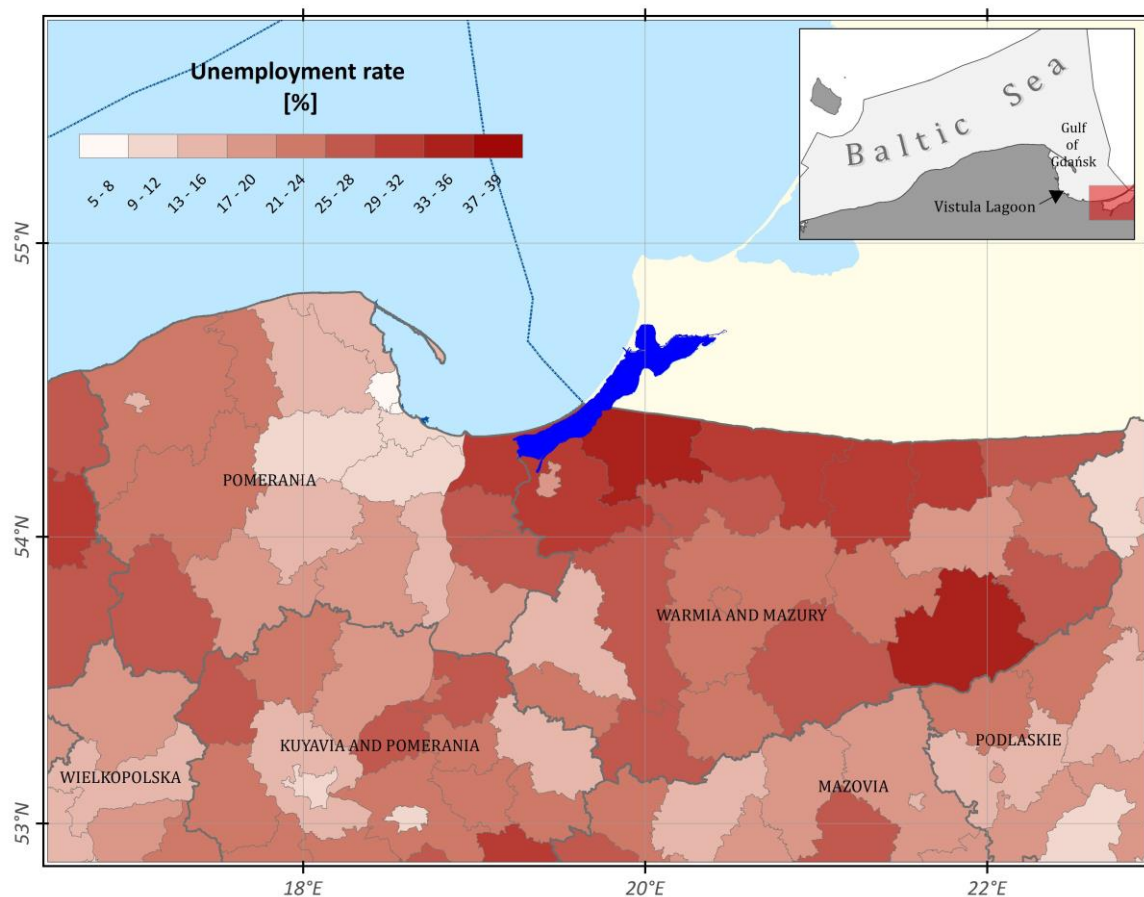 Unemployment rate
[%]
5 - 8
9 - 12
13 - 16
17 - 20
21 - 24
25 - 28
29 - 32
33 - 36
37 - 39
Baltic Sea
Gulf
of
Gdańsk
Vistula Lagoon
55°N
54°N
53°N
POMERANIA
WARMIA AND MAZURY
KUYAVIA AND POMERANIA
WIELKOPOLSKA
PODLASKIE
MAZOVIA
18°E
20°E
22°E